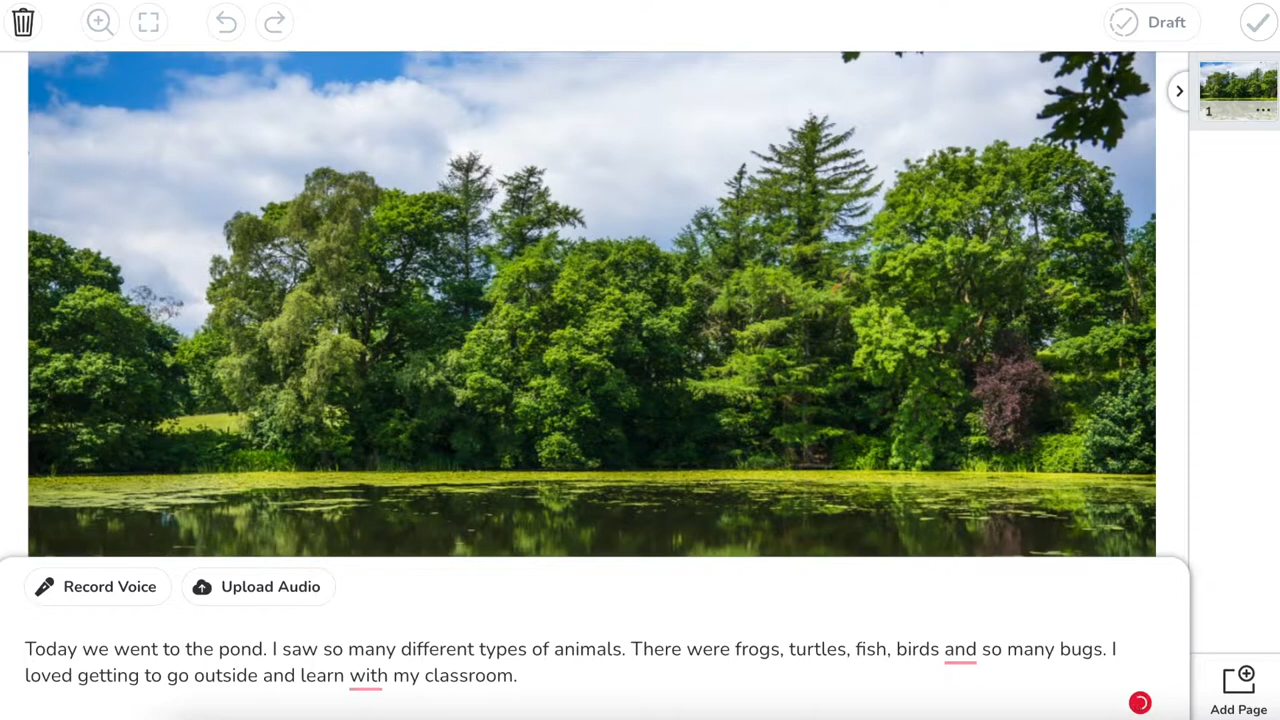 Draft
1
Record Voice
Upload Audio
Today we went to the pond. I saw so many different types of animals. There were frogs, turtles, fish, birds and so many bugs. I
loved getting to go outside and learn with my classroom.
Add Page